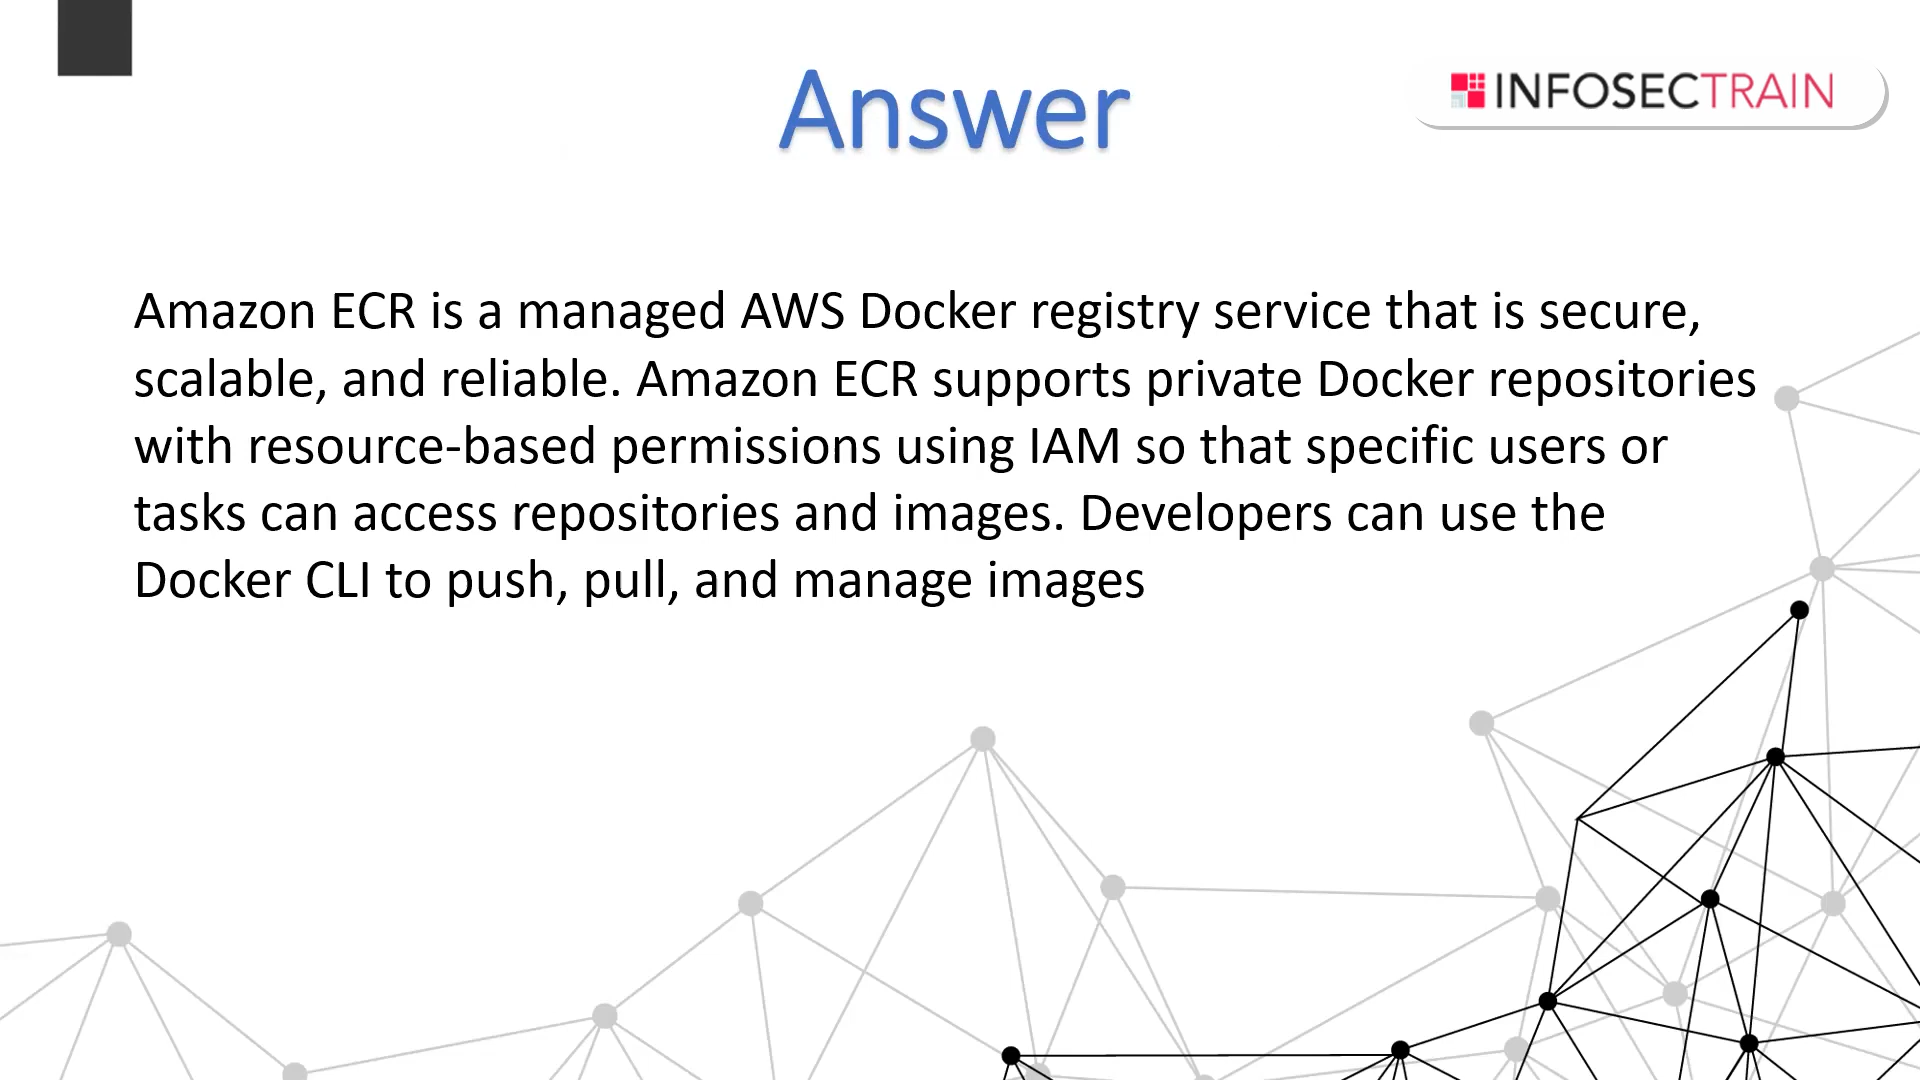 Answer
INFOSECTRAIN
Amazon ECR is a managed AWS Docker registry service that is secure,
scalable, and reliable. Amazon ECR supports private Docker repositories
with resource-based permissions using IAM so that specific users or
tasks can access repositories and images. Developers can use the
Docker CLI to push, pull, and manage images